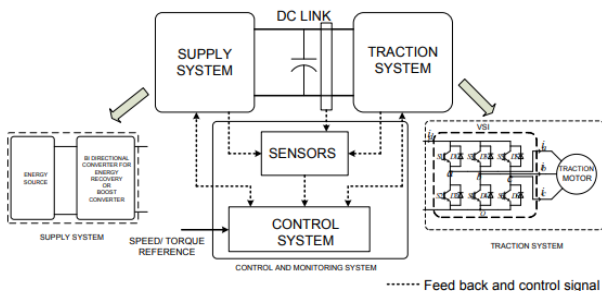 DC LINK
SUPPLY
SYSTEM
TRACTION
SYSTEM
SENSORS
CONTROL
SYSTEM
SPEED/ TORQUE
REFERENCE
CONTROL AND MONITORING SYSTEM
ENERGY
SOURCE
BI DIRECTIONAL
CONVERTER FOR
ENERGY
RECOVERY
OR
BOOST
CONVERTER
SUPPLY SYSTEM
VSI
TRACTION
MOTOR
TRACTION SYSTEM
Feed back and control signal